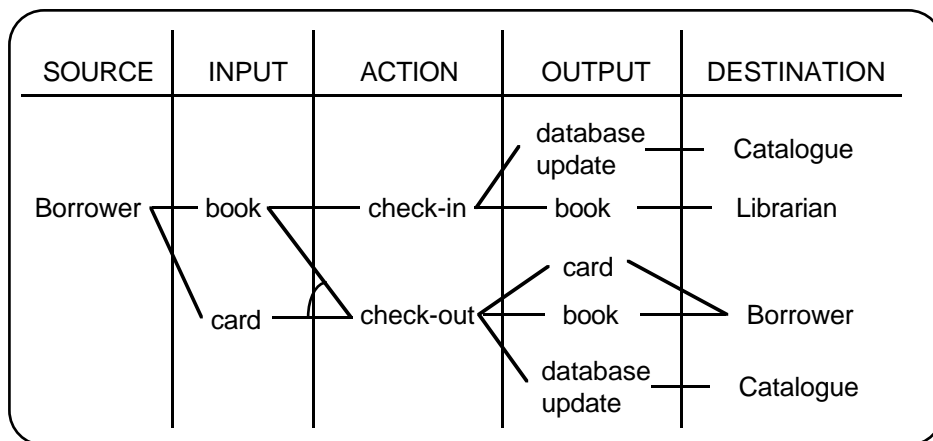 SOURCE INPUT ACTION OUTPUT DESTINATION
database
update
Catalogue
Borrower book check-in book Librarian
card
card check-out book Borrower
database
update
Catalogue